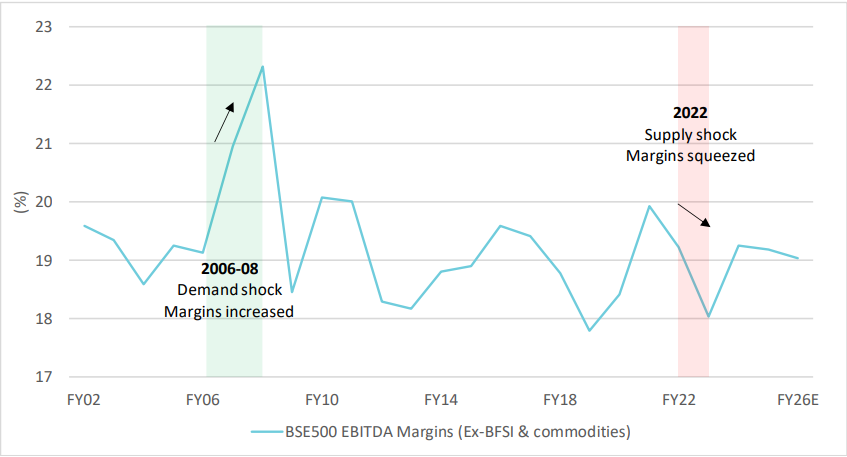 23
22
21
20
19
18
17
(%)
2006-08
Demand shock
Margins increased
2022
Supply shock
Margins squeezed
FY02 FY06 FY10 FY14 FY18 FY22 FY26E
BSE500 EBITDA Margins (Ex-BFSI & commodities)